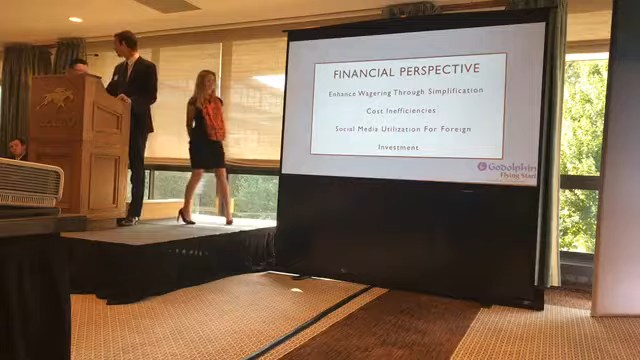 FINANCIAL PERSPECTIVE
Enhance Wagering Through Simplification
Cost Inefficiencies
Social Media Utilization For Foreign
Investment
Godolphin
Flying Start